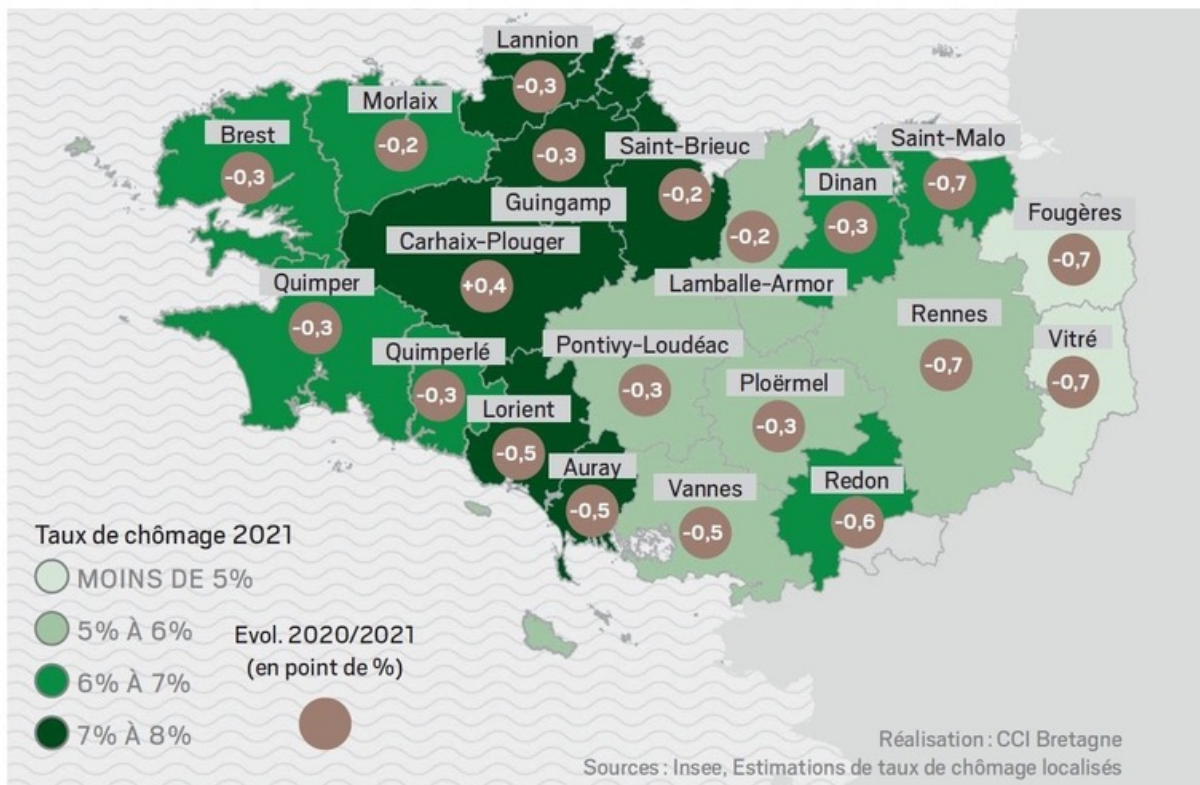 Lannion
-0,3
Morlaix
-0,2
Brest
-0,3
-0,3
Guingamp
Saint-Brieuc
-0,2
Saint-Malo
-0,7
Dinan
-0,3
Fougères
-0,7
-0,2
Lamballe-Armor
Carhaix-Plouger
+0,4
Quimper
-0,3
Rennes
-0,7
Vitré
-0,7
Quimperlé
-0,3
Pontivy-Loudéac
-0,3
Ploërmel
-0,3
Lorient
-0,5
Auray
-0,5
Vannes
-0,5
Redon
-0,6
Taux de chômage 2021
MOINS DE 5%
5% À 6%
6% À 7%
7% À 8%
Evol. 2020/2021
(en point de %)
Réalisation : CCI Bretagne
Sources : Insee, Estimations de taux de chômage localisés